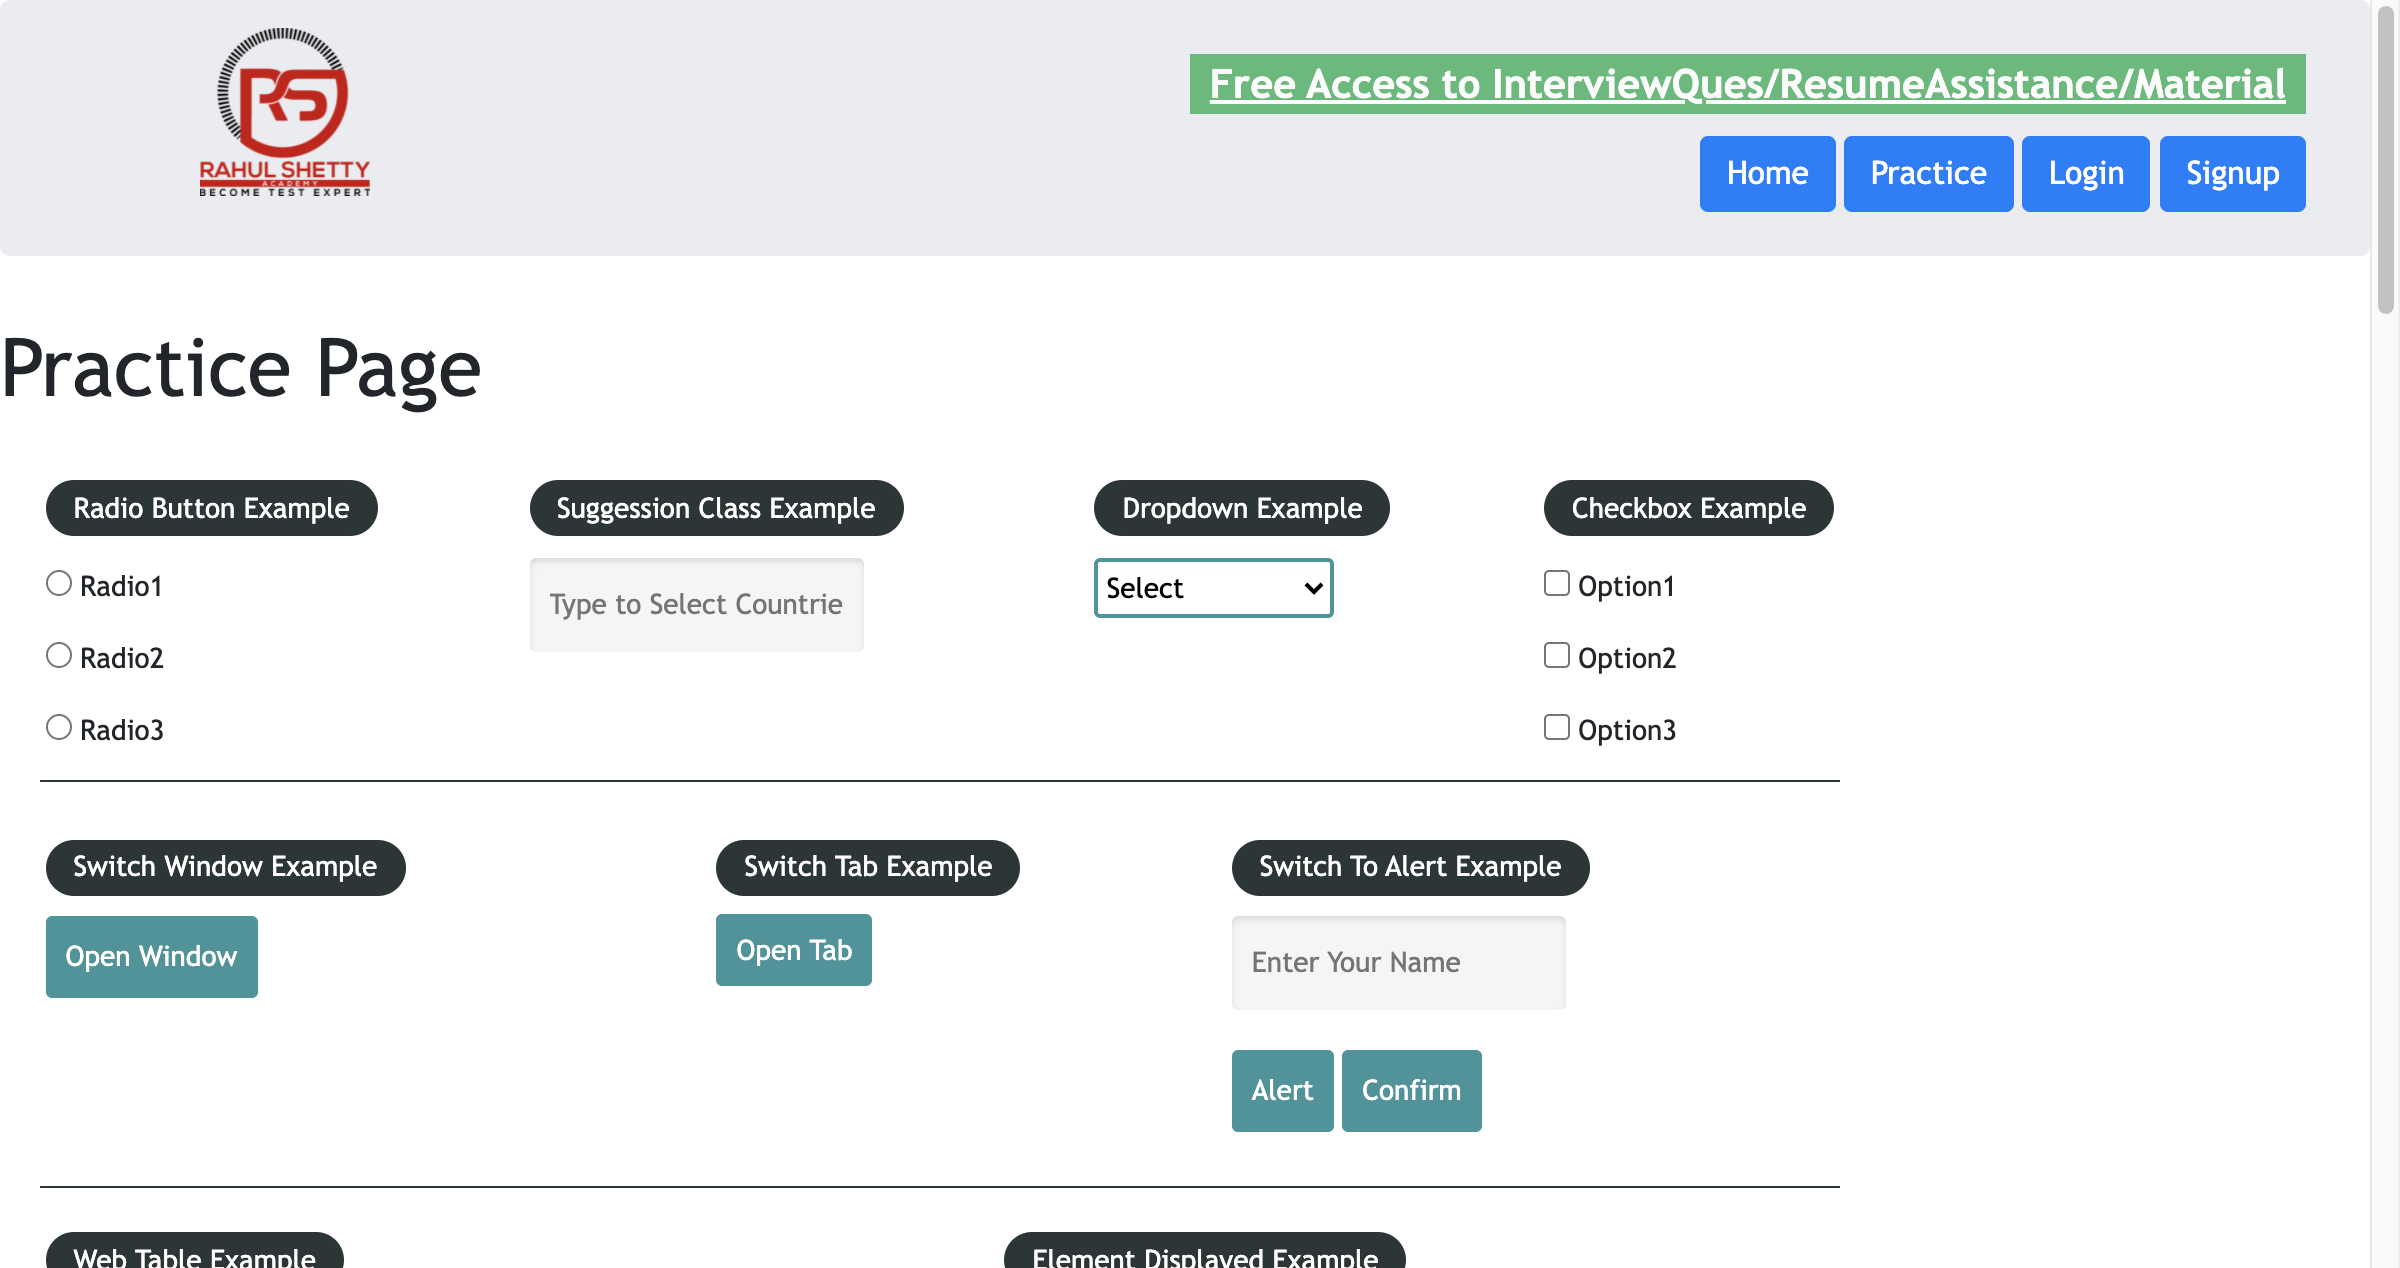 RS
RAHUL SHETTY
ACADEMY
BECOME TEST EXPERT
Free Access to InterviewQues/ResumeAssistance/Material
Home Practice Login Signup
Practice Page
Radio Button Example Suggession Class Example Dropdown Example Checkbox Example
Radio1 Type to Select Countrie Select Option1
Radio2 Option2
Radio3 Option3
Switch Window Example Switch Tab Example Switch To Alert Example
Open Window Open Tab Enter Your Name
Alert Confirm
Web Table Example Element Displayed Example